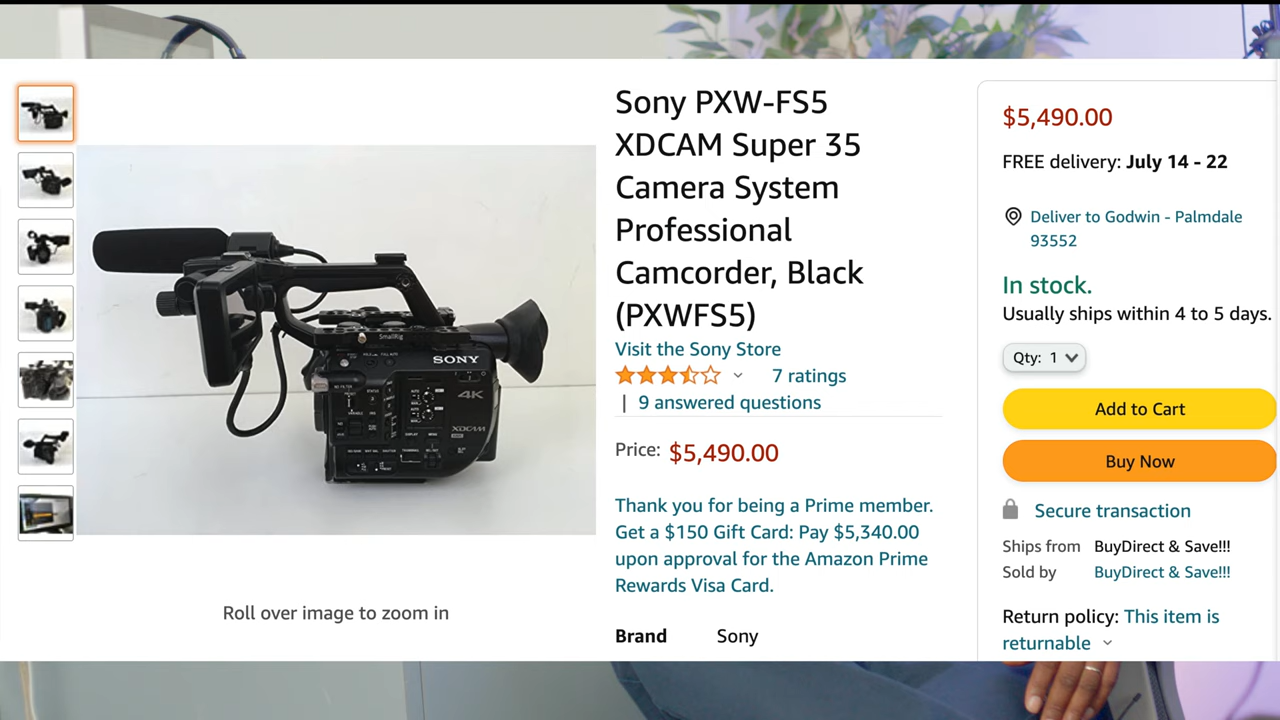 Sony PXW-FS5
XDCAM Super 35
Camera System
Professional
Camcorder, Black
(PXWFS5)
Visit the Sony Store
7 ratings
| 9 answered questions
Price: $5,490.00
Thank you for being a Prime member.
Get a $150 Gift Card: Pay $5,340.00
upon approval for the Amazon Prime
Rewards Visa Card.
Brand Sony
SmallRig
SONY
4K
XDCAM
Roll over image to zoom in
$5,490.00
FREE delivery: July 14 - 22
Deliver to Godwin - Palmdale
93552
In stock.
Usually ships within 4 to 5 days.
Qty: 1
Add to Cart
Buy Now
Secure transaction
Ships from BuyDirect & Save!!!
Sold by BuyDirect & Save!!!
Return policy: This item is
returnable